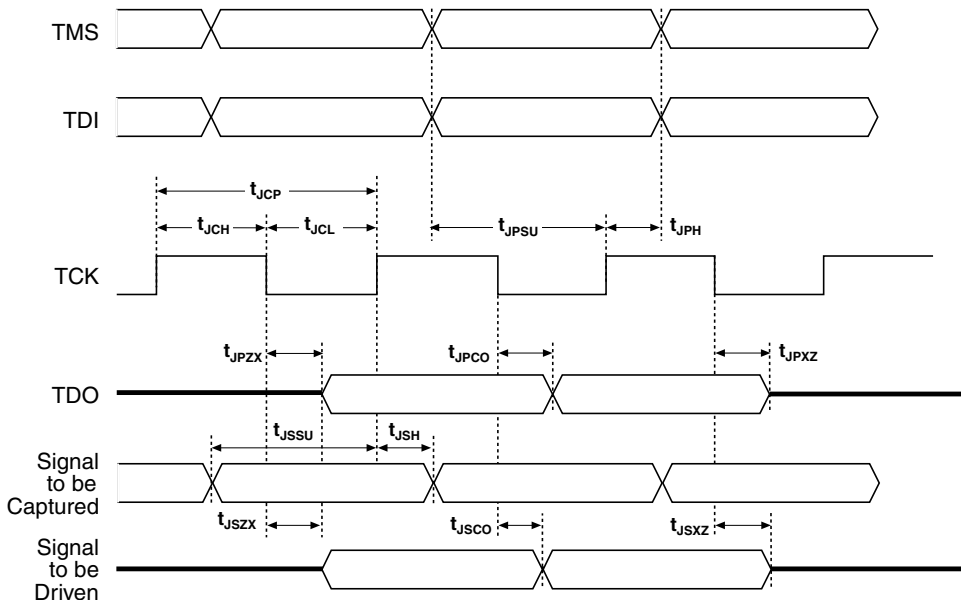 TMS
TDI
tJCP
tJCH
tJCL
tJPSU
tJPH
TCK
tJPZX
tJPCO
tJPXZ
TDO
tJSSU
tJSH
Signal
to be
Captured
tJSZX
tJSCO
tJSXZ
Signal
to be
Driven